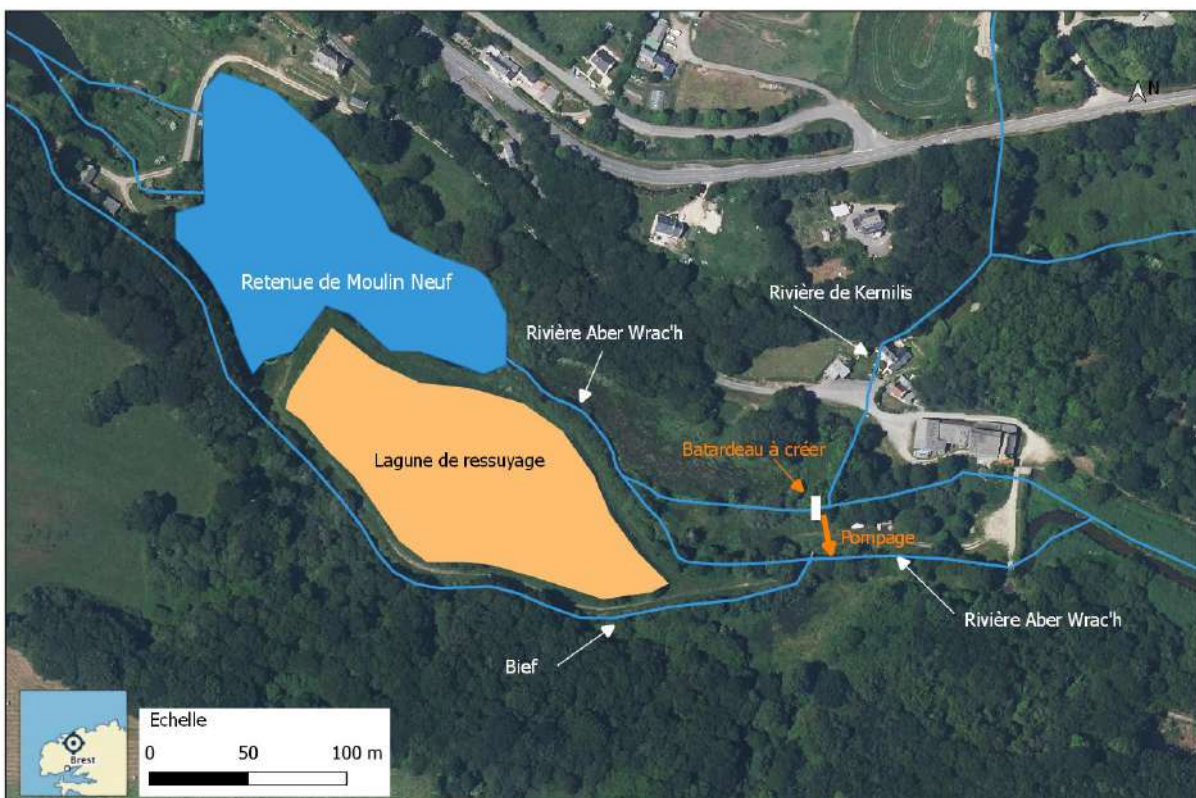 N
Retenue de Moulin Neuf
Rivière de Kernilis
Rivière Aber Wrac'h
Batardeau à créer
Lagune de ressuyage
Pompage
Rivière Aber Wrac'h
Bief
Echelle
0 50 100 m
Brest